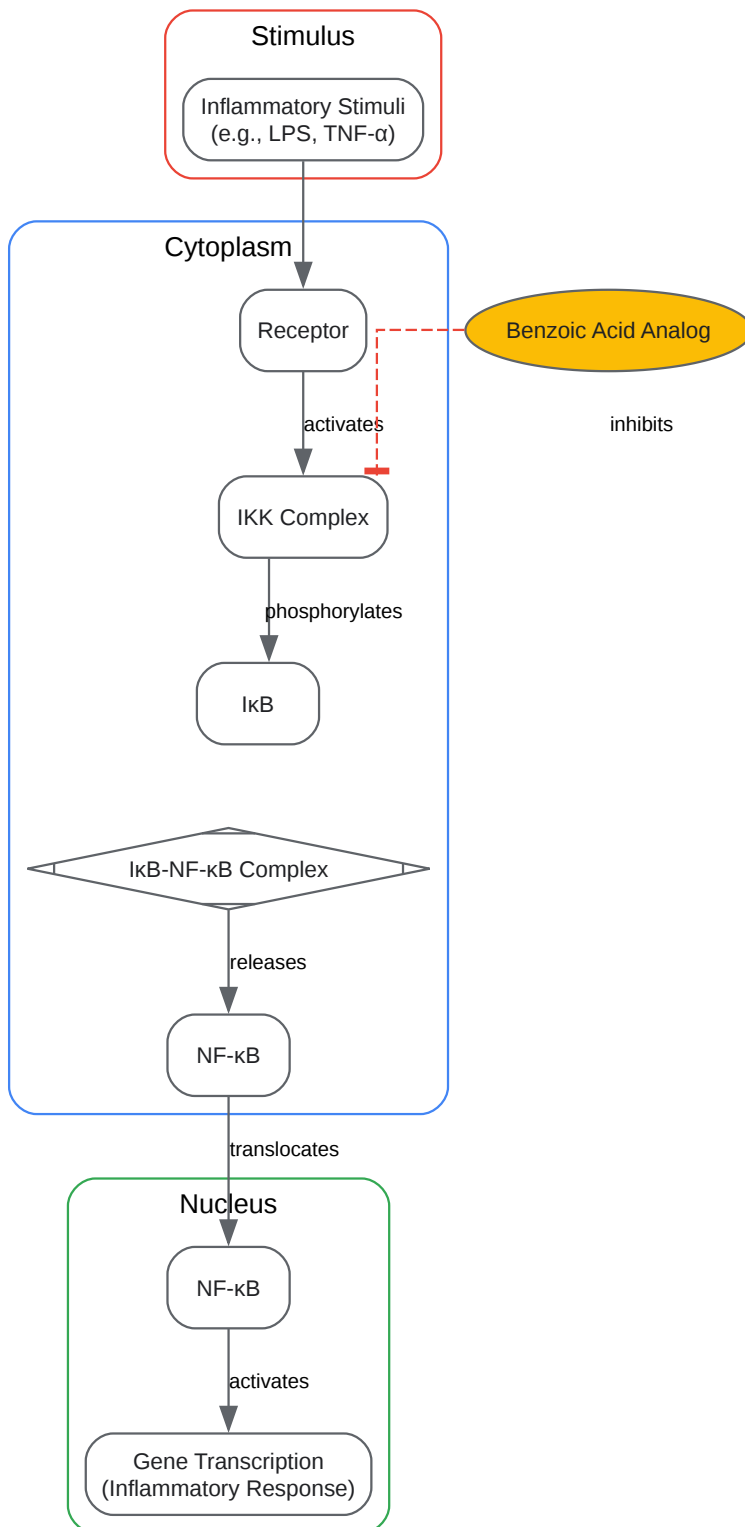 Stimulus
Inflammatory Stimuli
(e.g., LPS, TNF-α)
Cytoplasm
Receptor
Benzoic Acid Analog
activates
inhibits
IKK Complex
phosphorylates
IκB
IκB-NF-κB Complex
releases
NF-κB
translocates
Nucleus
NF-κB
activates
Gene Transcription
(Inflammatory Response)